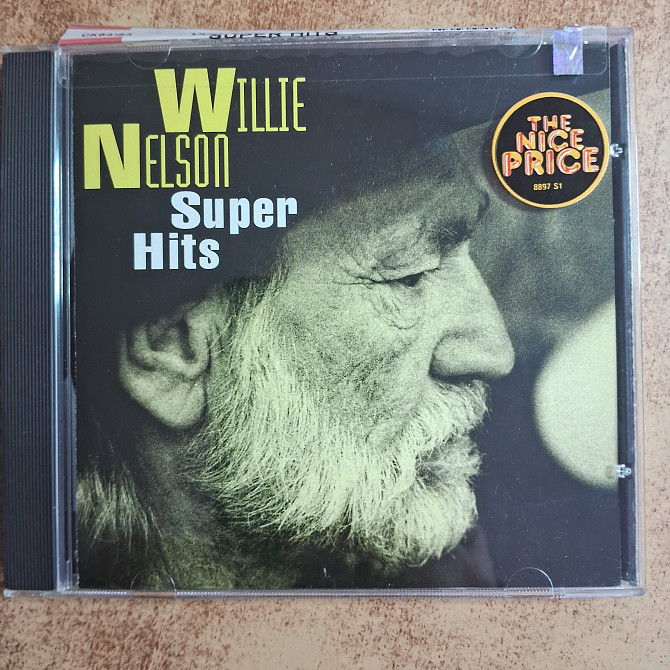 SUPER HITS
WILLIE
NELSON
Super
Hits
THE
NICE
PRICE
8897 S1